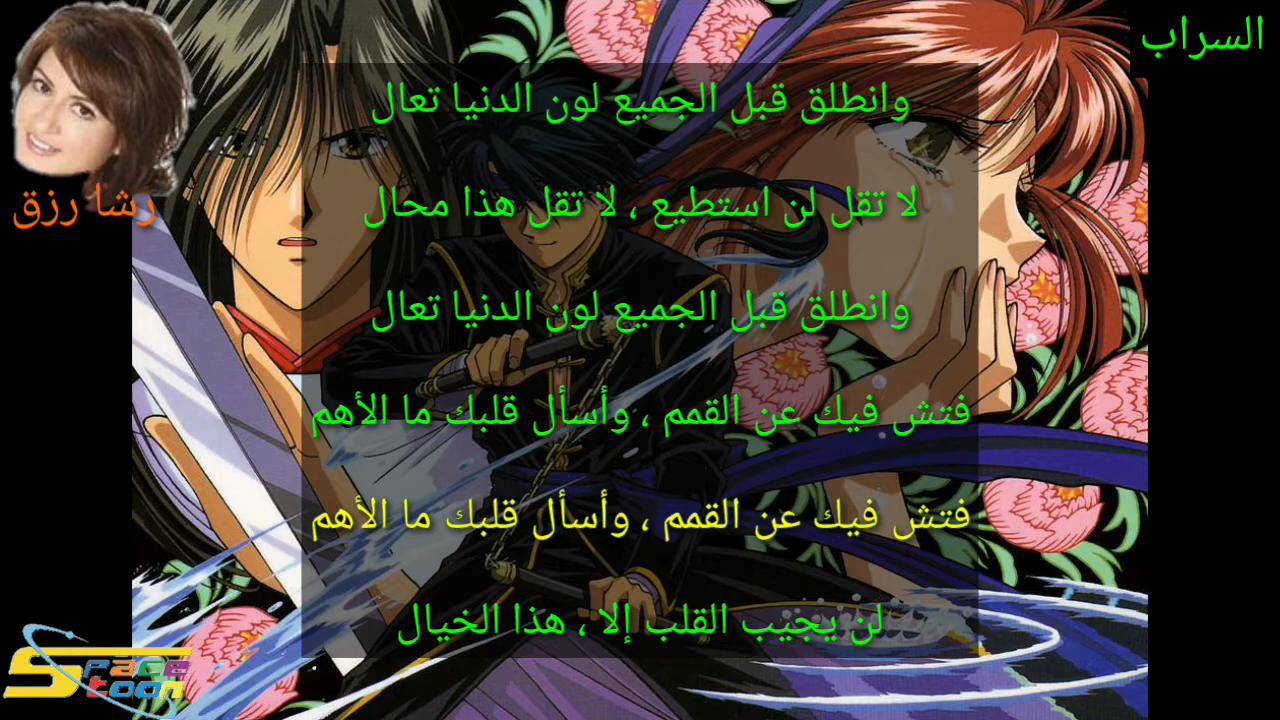 السراب
رشا رزق
وانطلق قبل الجميع لون الدنيا تعال
لا تقل لن استطيع ، لا تقل هذا محال
وانطلق قبل الجميع لون الدنيا تعال
فتش فيك عن القمم ، وأسأل قلبك ما الأهم
فتش فيك عن القمم ، وأسأل قلبك ما الأهم
لن يجيب القلب إلا ، هذا الخيال
Spacetoon